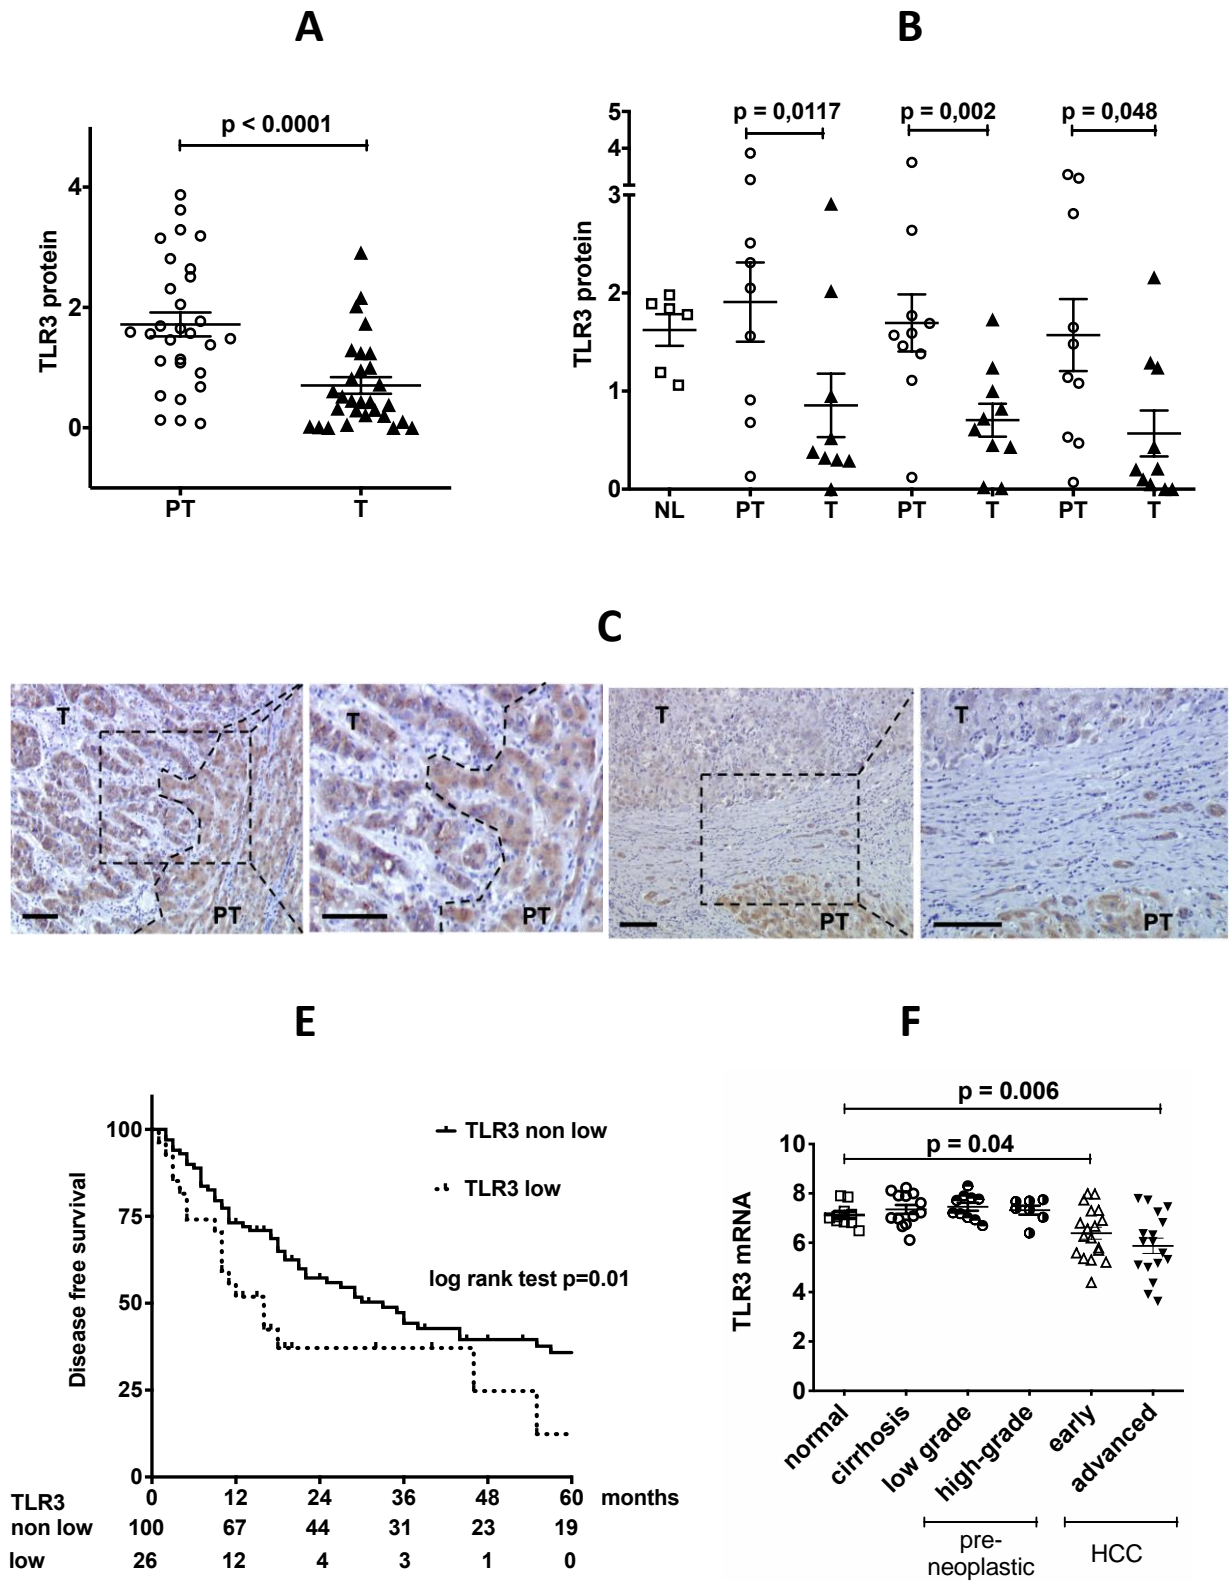 A
B
p < 0.0001
4
2
0
TLR3 protein
PT T
p = 0,0117 p = 0,002 p = 0,048
5
4
3
2
1
0
TLR3 protein
NL PT T PT T PT T
C
T T T T
PT PT PT PT
E
F
100
75
50
25
0
Disease free survival
TLR3 non low
TLR3 low
log rank test p=0.01
0 12 24 36 48 60 months
TLR3
non low 100 67 44 31 23 19
low 26 12 4 3 1 0
p = 0.006
p = 0.04
10
8
6
4
2
0
TLR3 mRNA
normal
cirrhosis
low grade
high-grade
early
advanced
pre-
neoplastic
HCC